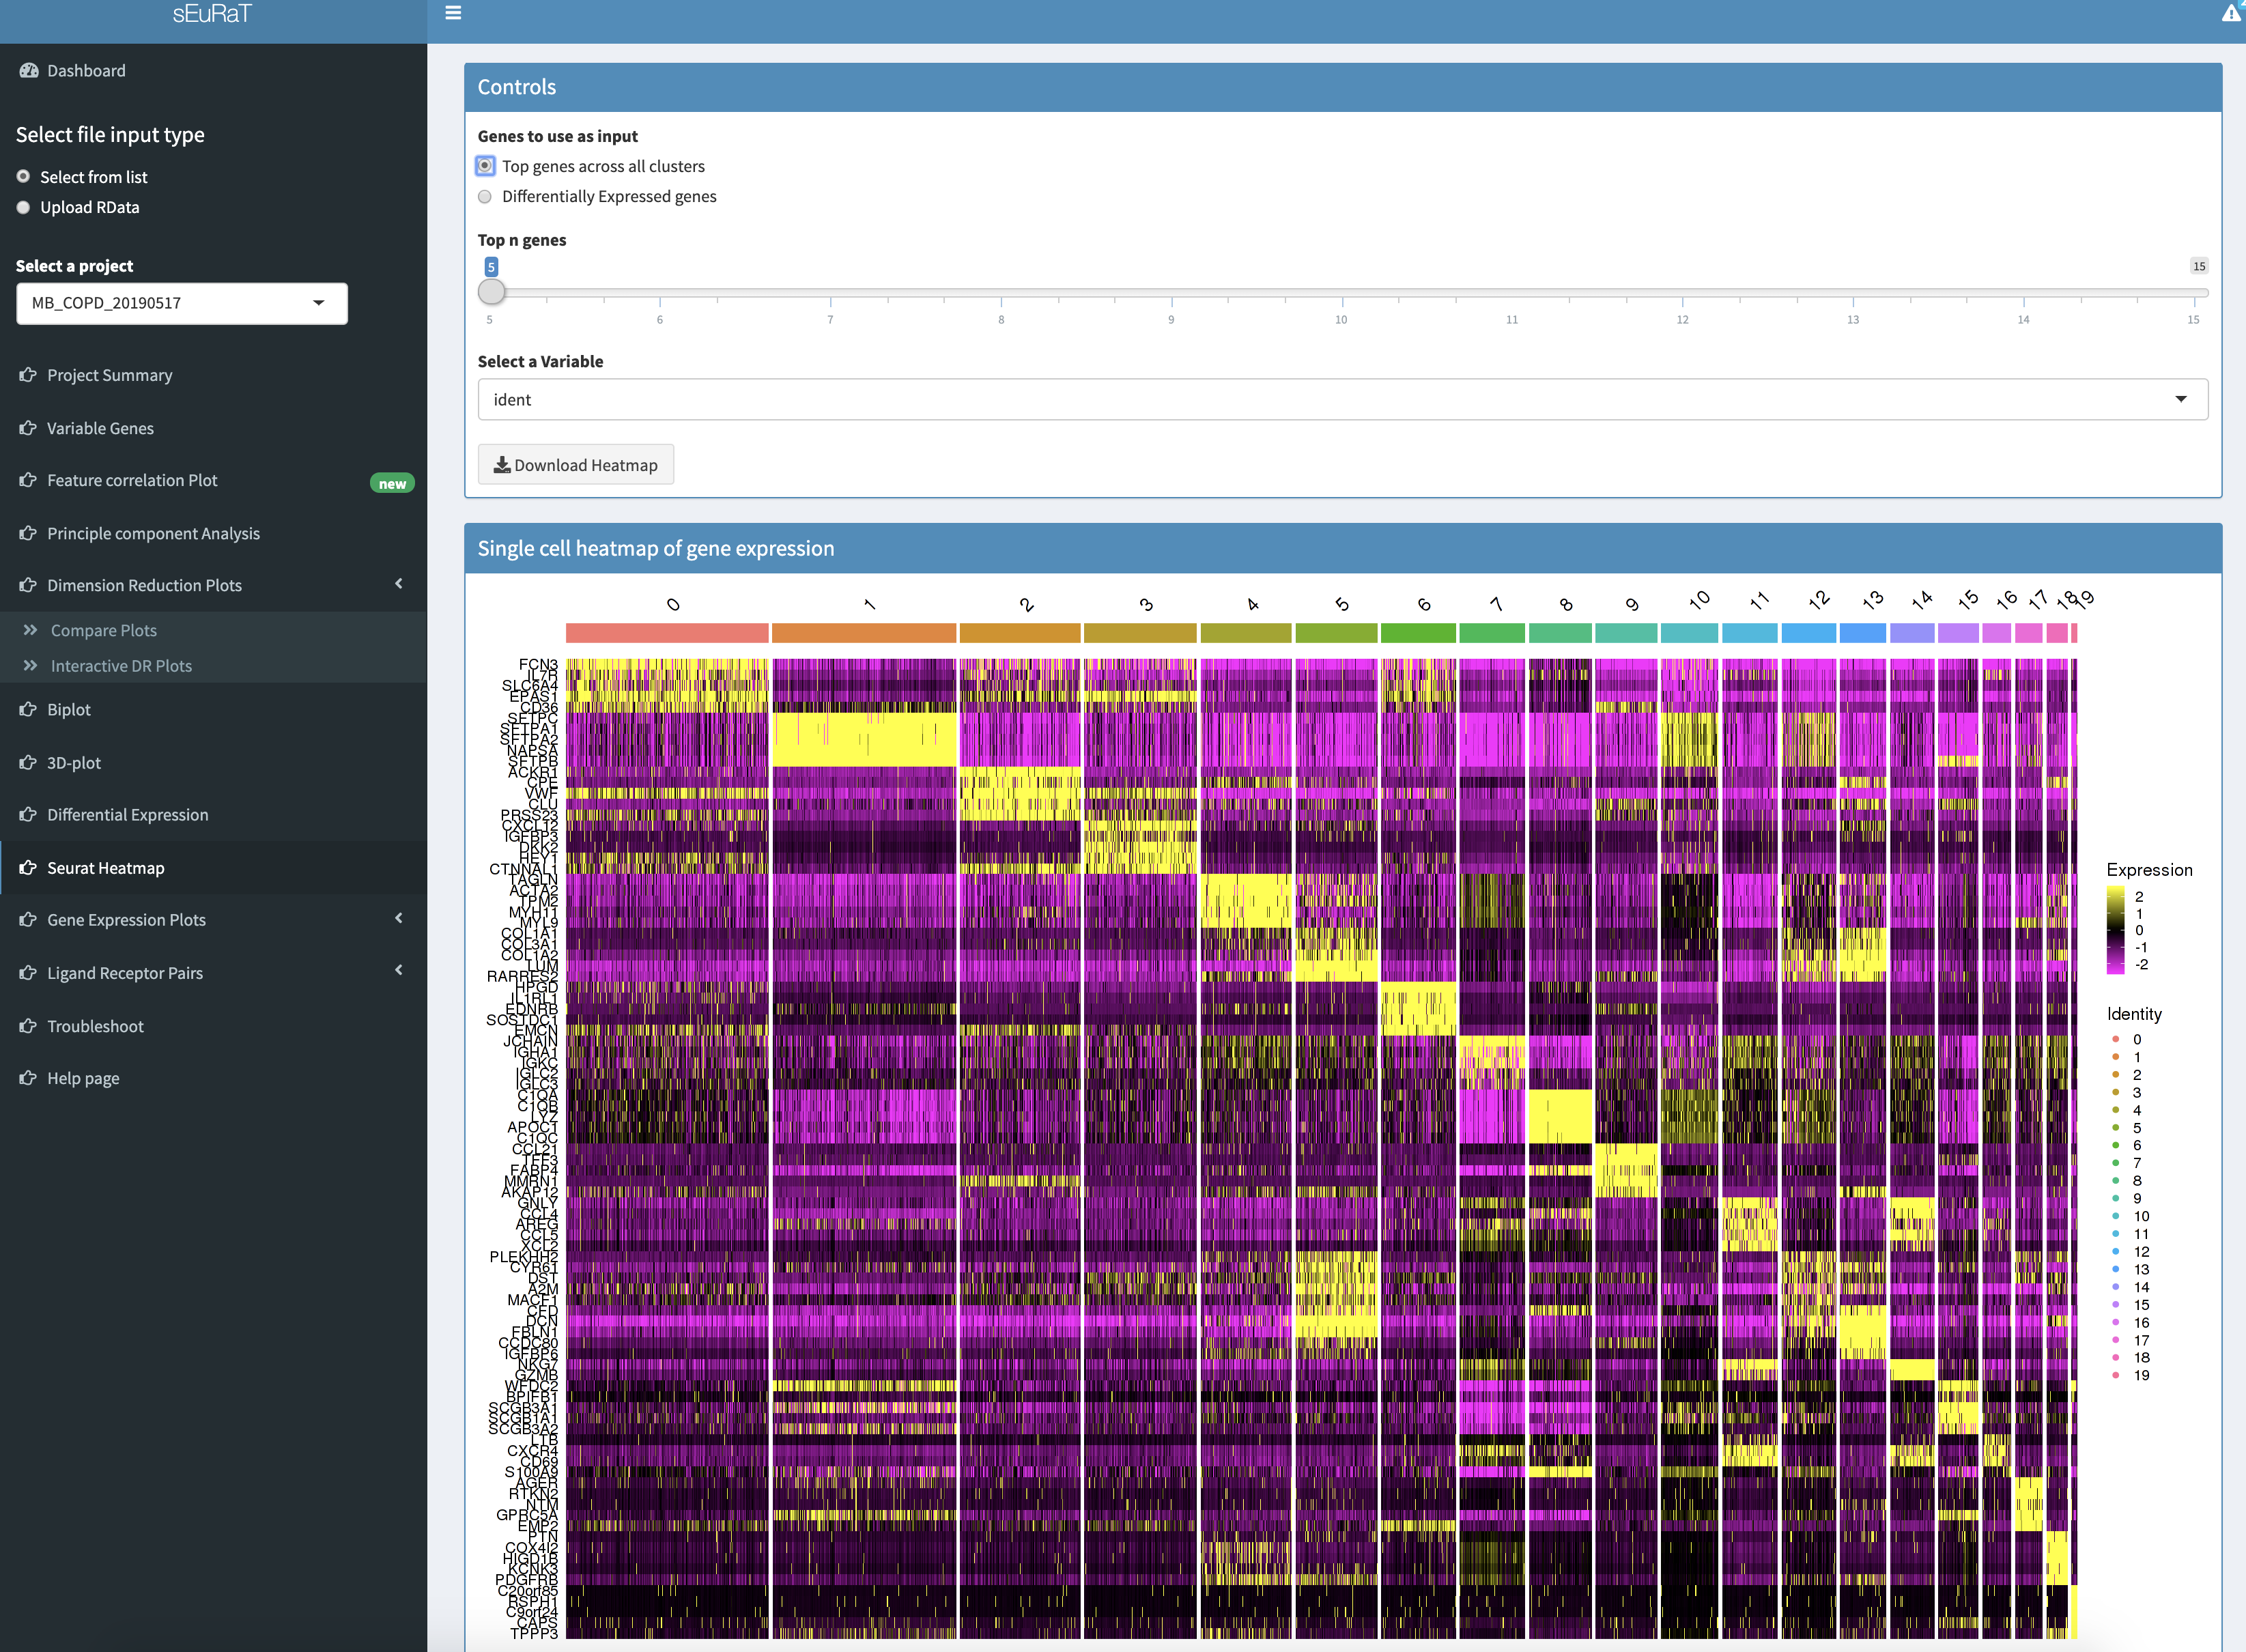 sEuRaT
Dashboard
Select file input type
Select from list
Upload RData
Select a project
MB_COPD_20190517
Project Summary
Variable Genes
Feature correlation Plot
new
Principle component Analysis
Dimension Reduction Plots
Compare Plots
Interactive DR Plots
Biplot
3D-plot
Differential Expression
Seurat Heatmap
Gene Expression Plots
Ligand Receptor Pairs
Troubleshoot
Help page
Controls
Genes to use as input
Top genes across all clusters
Differentially Expressed genes
Top n genes
5
15
5 6 7 8 9 10 11 12 13 14 15
Select a Variable
ident
Download Heatmap
Single cell heatmap of gene expression
0 1 2 3 4 5 6 7 8 9 10 11 12 13 14 15 16 17 18 19
FCN3
IL7R
SLC6A4
EPAS1
CD36
SFTPC
SFTPA1
SFTPA2
NAPSA
SFTPB
ACKR1
CPE
VWF
CLU
PRSS23
CXCL12
IGFBP3
DKK2
HEY1
CTNNAL1
TAGLN
ACTA2
TPM2
MYH11
MYL9
COL1A1
COL3A1
COL1A2
LUM
RARRES2
HPGD
IL1RL1
EDNRB
SOSTDC1
EMCN
JCHAIN
IGHA1
IGKC
IGLC2
IGLC3
C1QA
C1QB
LYZ
APOC1
C1QC
CCL21
TFF3
FABP4
MMRN1
AKAP12
GNLY
CCL4
AREG
CCL5
XCL2
PLEKHH2
CYR61
DST
A2M
MACF1
CFD
DCN
FBLN1
CCDC80
IGFBP6
NKG7
GZMB
WFDC2
BPIFB1
SCGB3A1
SCGB1A1
SCGB3A2
LTB
CXCR4
CD69
S100A9
AGER
RTKN2
NTM
GPRC5A
EMP2
PTN
COX4I2
HIGD1B
KCNK3
PDGFRB
C20orf85
RSPH1
C9orf24
CAPS
TPPP3
Expression
2
1
0
-1
-2
Identity
0
1
2
3
4
5
6
7
8
9
10
11
12
13
14
15
16
17
18
19